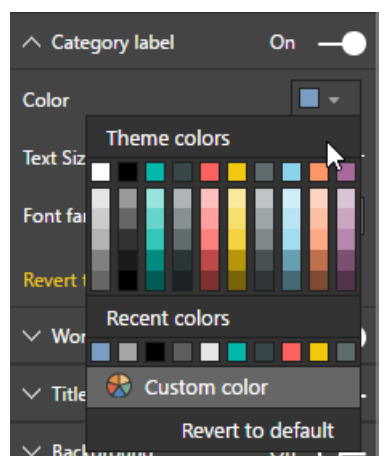 Category label On
Color
Theme colors
Text Siz
Font fa
Revert t
Recent colors
Wor
Title
Custom color
Revert to default